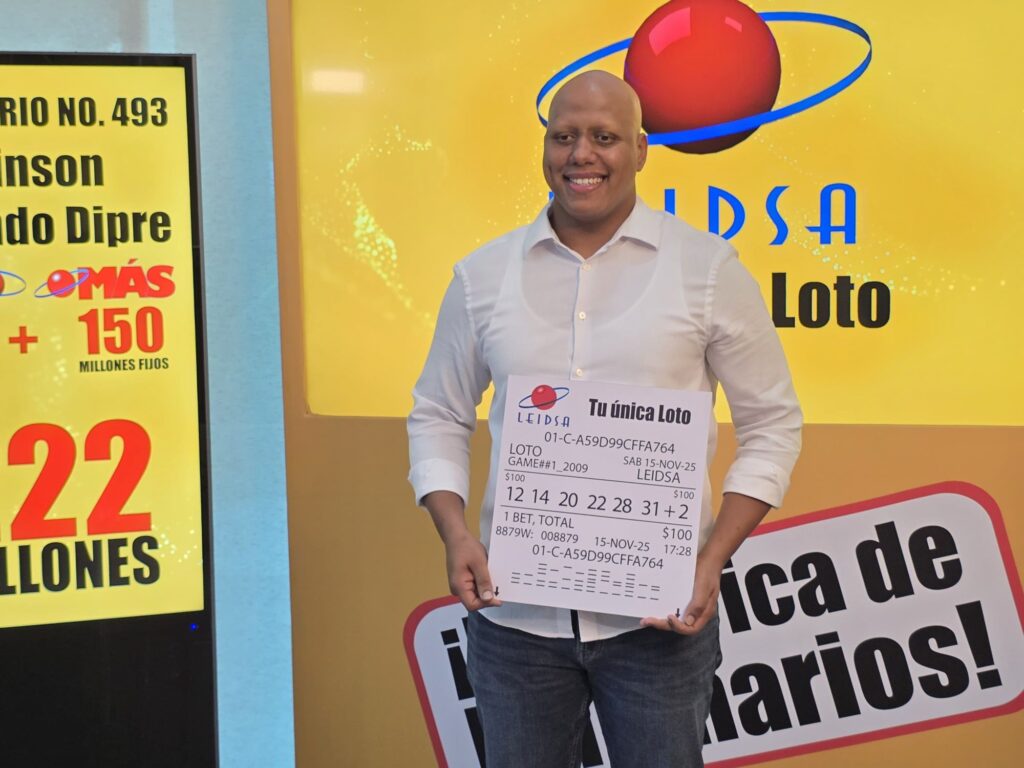 RIO NO. 493
inson
do Dipre
MÁS
+ 150
MILLONES FIJOS
22
LLONES
LEIDSA
Loto
LEIDSA
Tu única Loto
01-C-A59D99CFFA764
LOTO
SAB 15-NOV-25
GAME##1_2009
LEIDSA
$100
$100
12 14 20 22 28 31+2
1 BET, TOTAL
$100
8879W: 008879 15-NOV-25 17:28
01-C-A59D99CFFA764
ica de
narios!